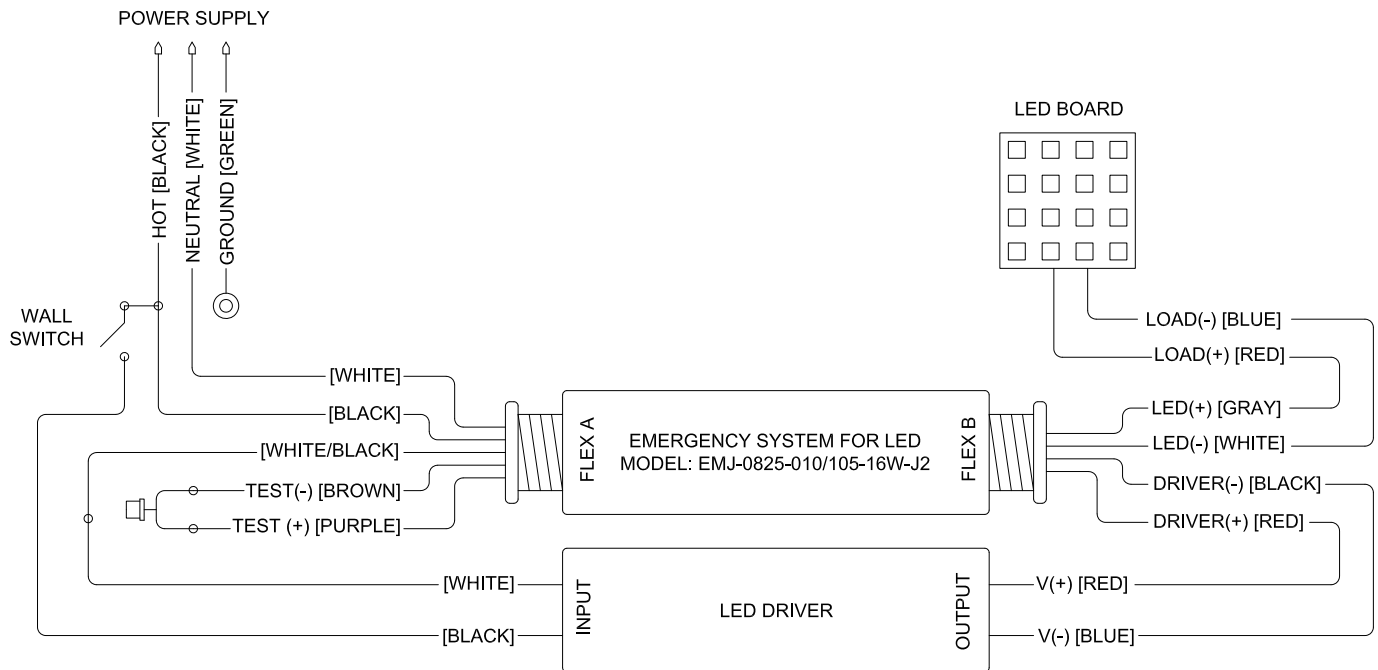 POWER SUPPLY
HOT [BLACK]
NEUTRAL [WHITE]
GROUND [GREEN]
WALL
SWITCH
LED BOARD
[WHITE]
[BLACK]
[WHITE/BLACK]
TEST(-) [BROWN]
TEST (+) [PURPLE]
FLEX A
EMERGENCY SYSTEM FOR LED
MODEL: EMJ-0825-010/105-16W-J2
FLEX B
LOAD(-) [BLUE]
LOAD(+) [RED]
LED(+) [GRAY]
LED(-) [WHITE]
DRIVER(-) [BLACK]
DRIVER(+) [RED]
[WHITE]
[BLACK]
INPUT
LED DRIVER
OUTPUT
V(+) [RED]
V(-) [BLUE]